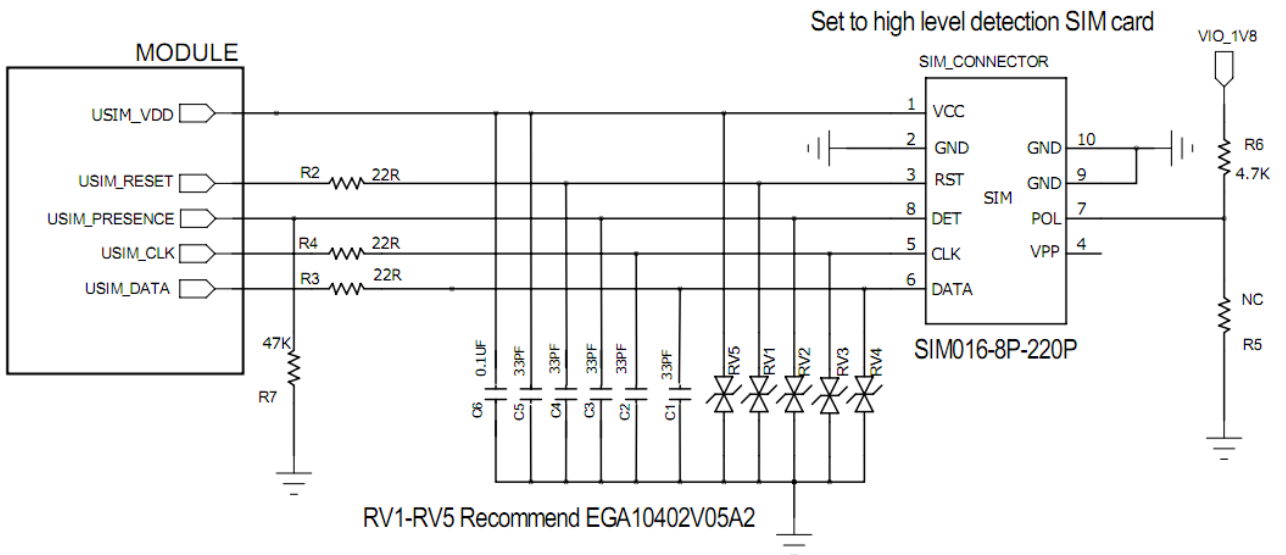 Set to high level detection SIM card
VIO_1V8
MODULE
SIM_CONNECTOR
USIM_VDD
1
VCC
2
GND
GND
10
R6
4.7K
USIM_RESET
R2
22R
3
RST
GND
9
SIM
USIM_PRESENCE
8
DET
POL
7
USIM_CLK
R4
22R
5
CLK
VPP
4
USIM_DATA
R3
22R
6
DATA
NC
R5
SIM016-8P-220P
47K
R7
0.1UF
33PF
33PF
33PF
33PF
33PF
C6
C5
C4
C3
C2
C1
RV5
RV1
RV2
RV3
RV4
RV1-RV5 Recommend EGA10402V05A2